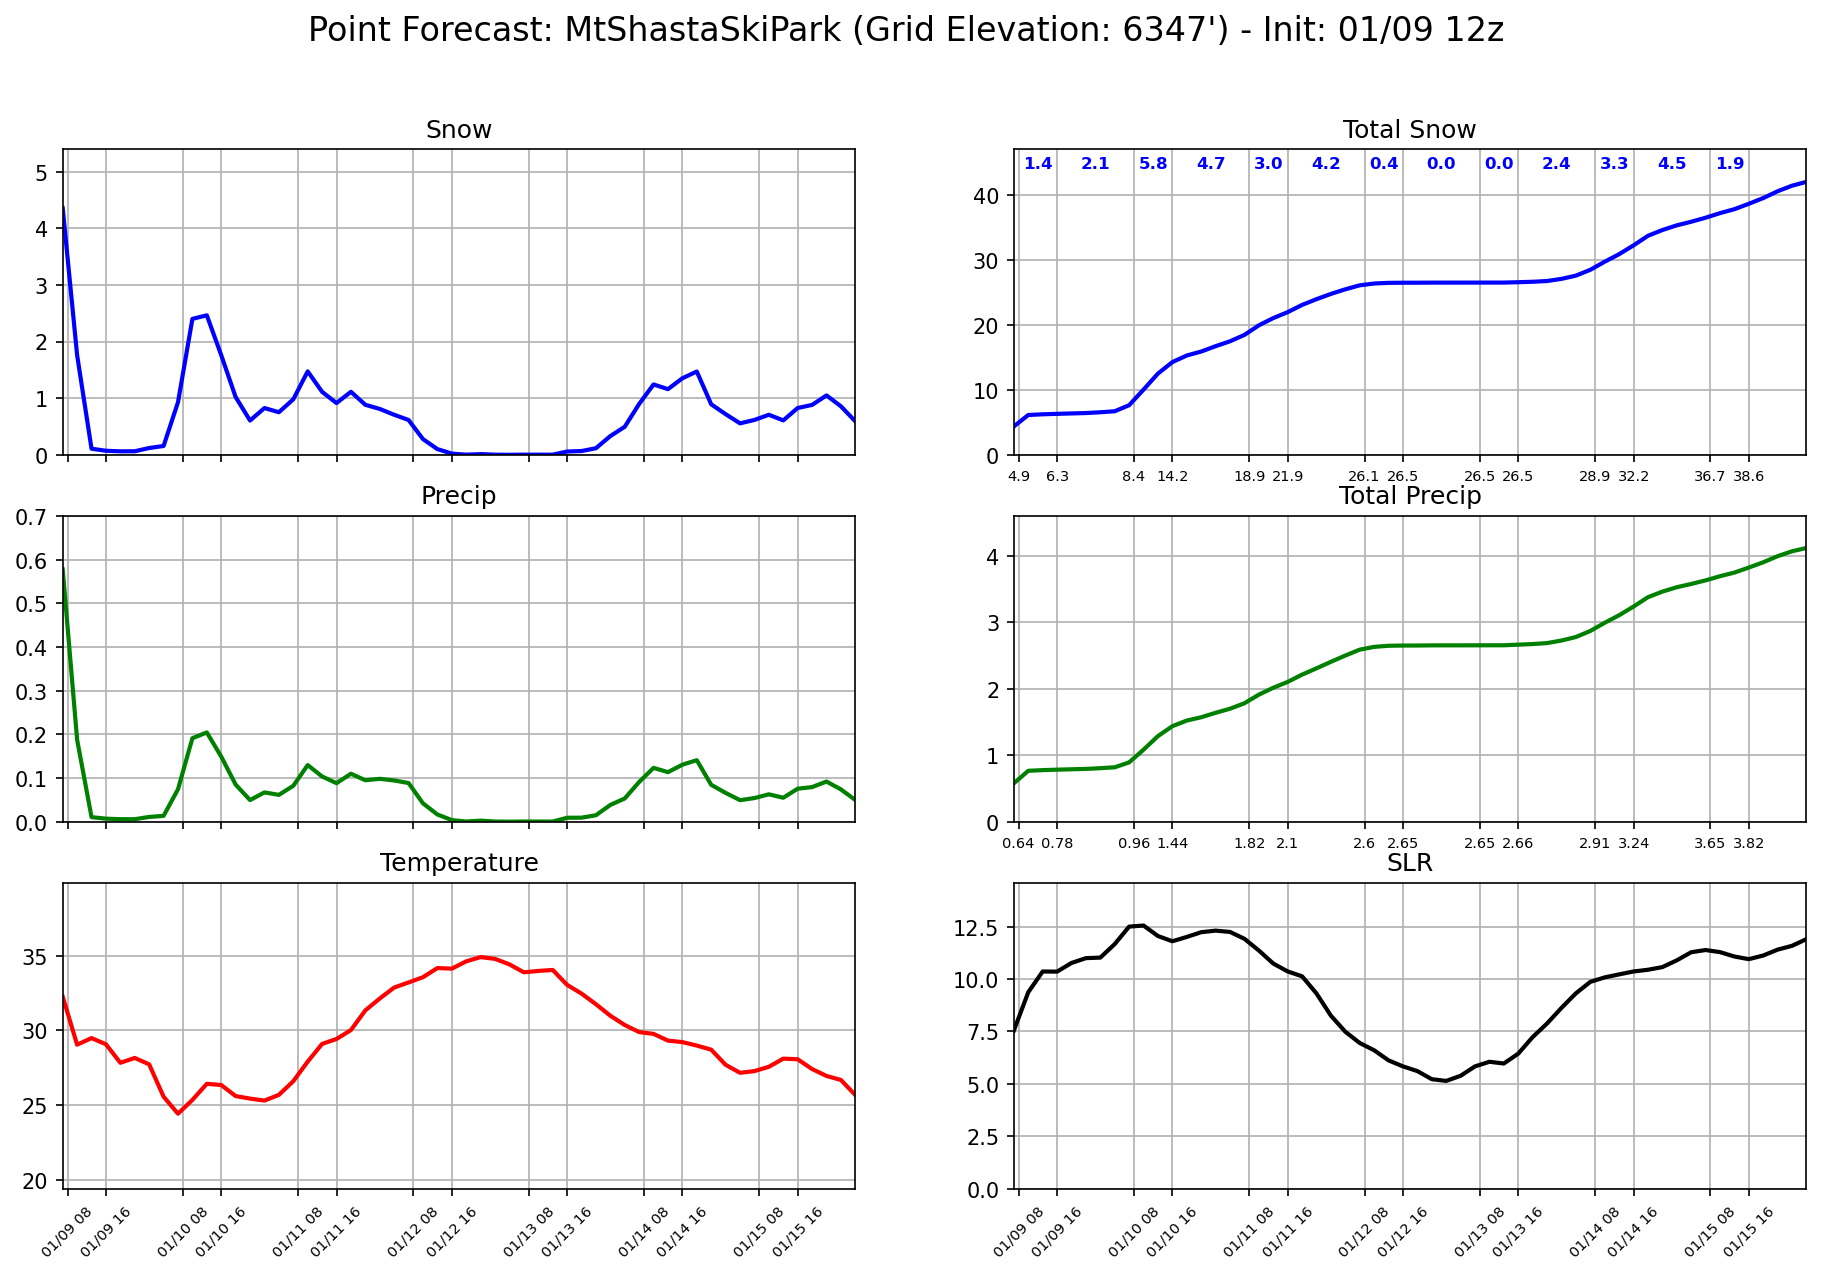 Point Forecast: MtShastaSkiPark (Grid Elevation: 6347') - Init: 01/09 12z
Snow
5
4
3
2
1
0
Total Snow
1.4 2.1 5.8 4.7 3.0 4.2 0.4 0.0 0.0 2.4 3.3 4.5 1.9
40
30
20
10
0
4.9 6.3 8.4 14.2 18.9 21.9 26.1 26.5 26.5 26.5 28.9 32.2 36.7 38.6
Precip
0.7
0.6
0.5
0.4
0.3
0.2
0.1
0.0
Total Precip
4
3
2
1
0
0.64 0.78 0.96 1.44 1.82 2.1 2.6 2.65 2.65 2.66 2.91 3.24 3.65 3.82
Temperature
35
30
25
20
01/09 08 01/09 16 01/10 08 01/10 16 01/11 08 01/11 16 01/12 08 01/12 16 01/13 08 01/13 16 01/14 08 01/14 16 01/15 08 01/15 16
SLR
12.5
10.0
7.5
5.0
2.5
0.0
01/09 08 01/09 16 01/10 08 01/10 16 01/11 08 01/11 16 01/12 08 01/12 16 01/13 08 01/13 16 01/14 08 01/14 16 01/15 08 01/15 16